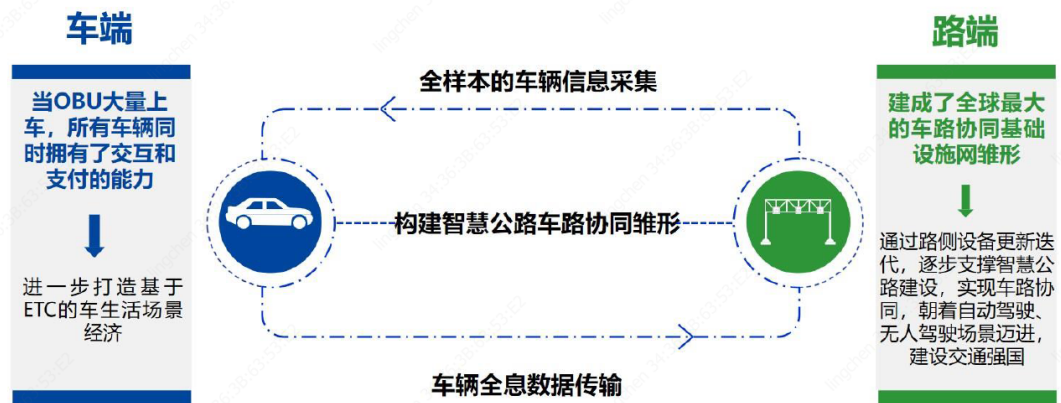 车端
当OBU大量上
车，所有车辆同
时拥有了交互和
支付的能力
进一步打造基于
ETC的车生活场景
经济
全样本的车辆信息采集
构建智慧公路车路协同雏形
车辆全息数据传输
路端
建成了全球最大
的车路协同基础
设施网雏形
通过路侧设备更新迭
代，逐步支撑智慧公
路建设，实现车路协
同，朝着自动驾驶、
无人驾驶场景迈进，
建设交通强国